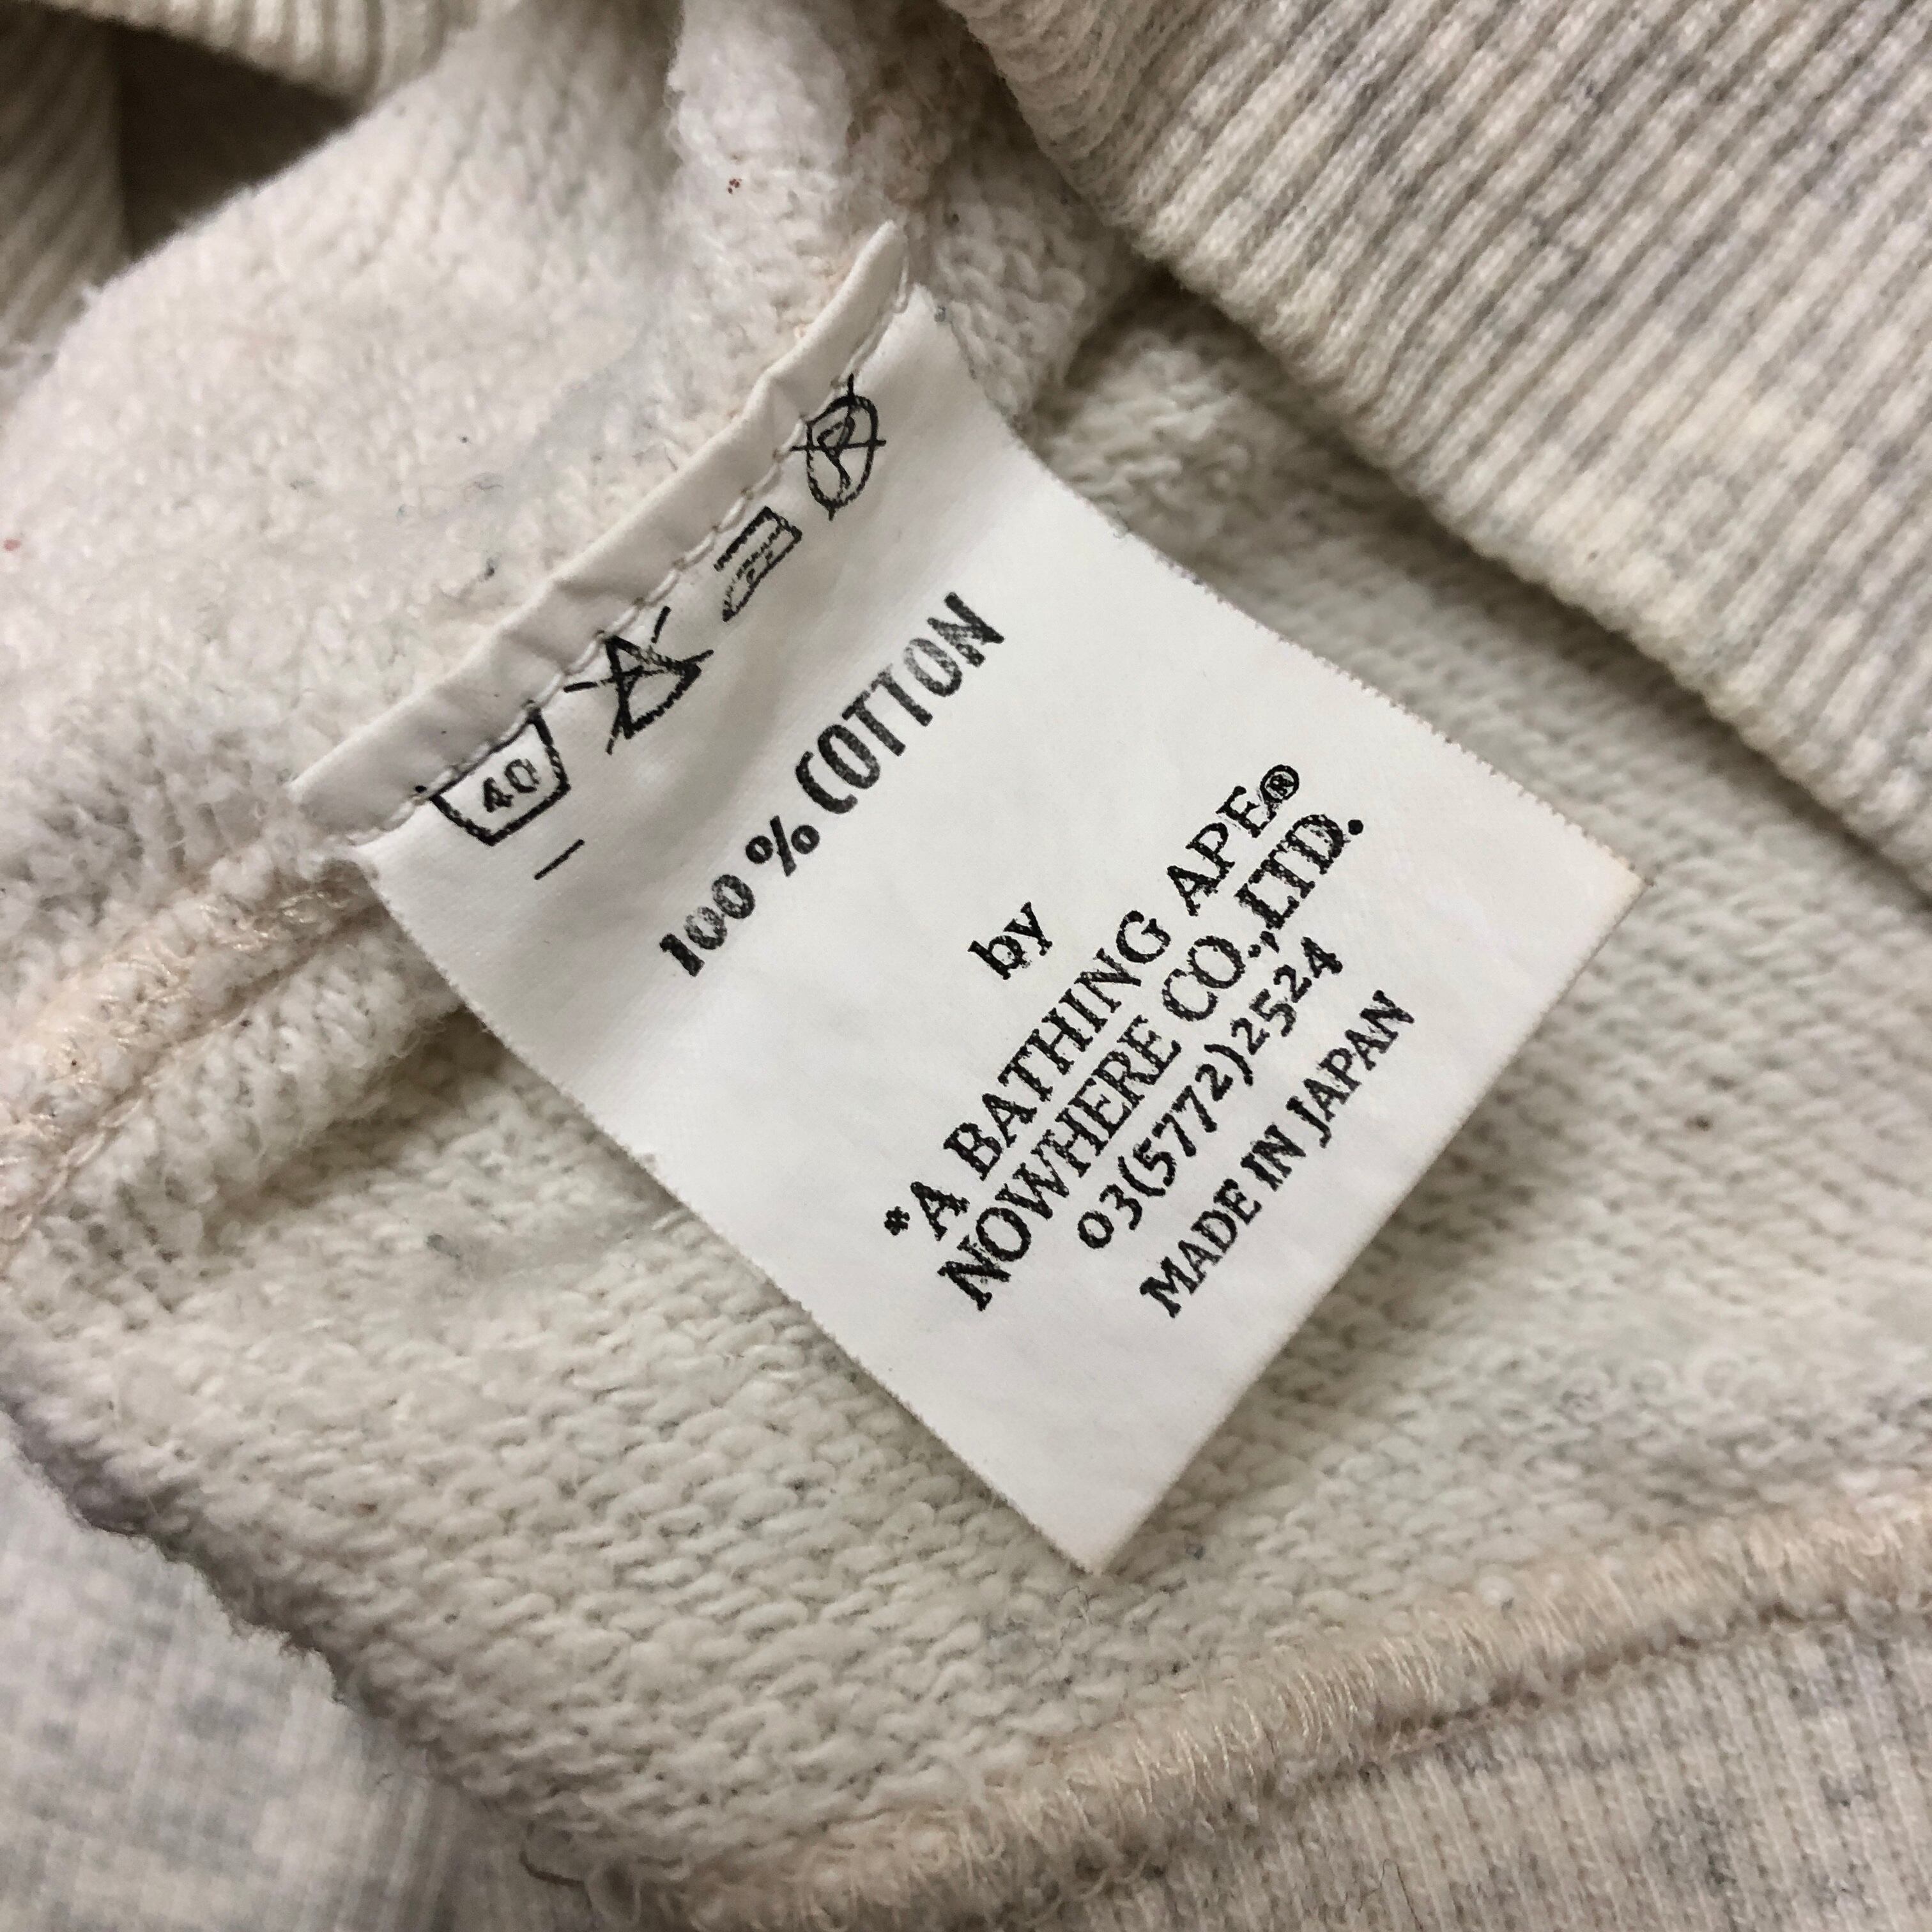 40
100% COTTON
by
*A BATHING APE®
NOWHERE CO.,LTD.
03(5772)2524
MADE IN JAPAN